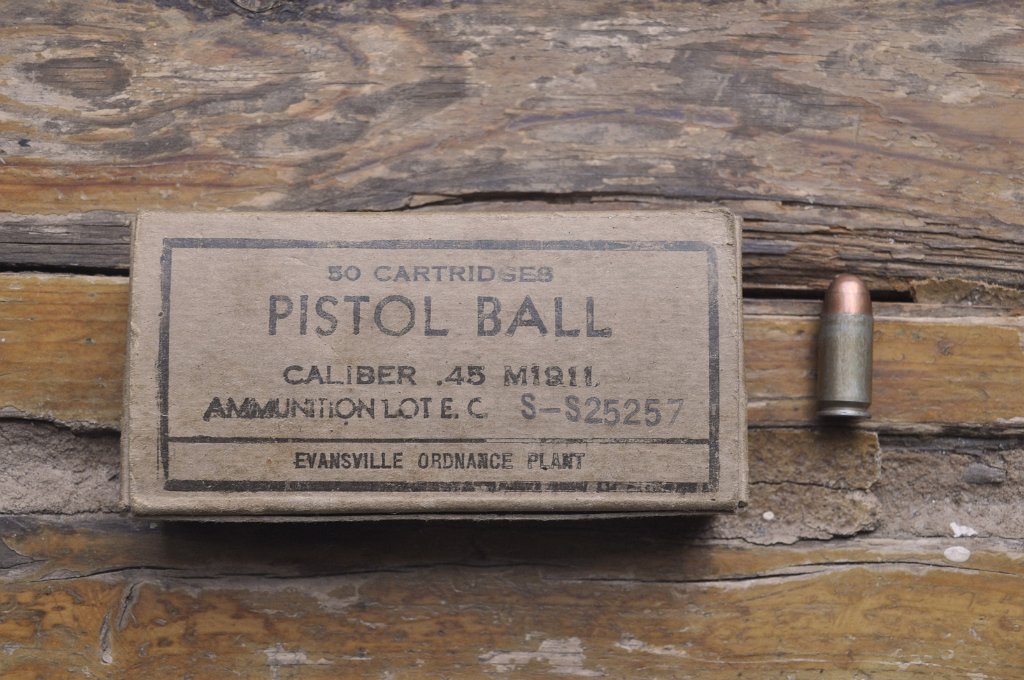 50 CARTRIDGES
PISTOL BALL
CALIBER .45 M1911.
AMMUNITION LOT E. C. S-S25257
EVANSVILLE ORDNANCE PLANT